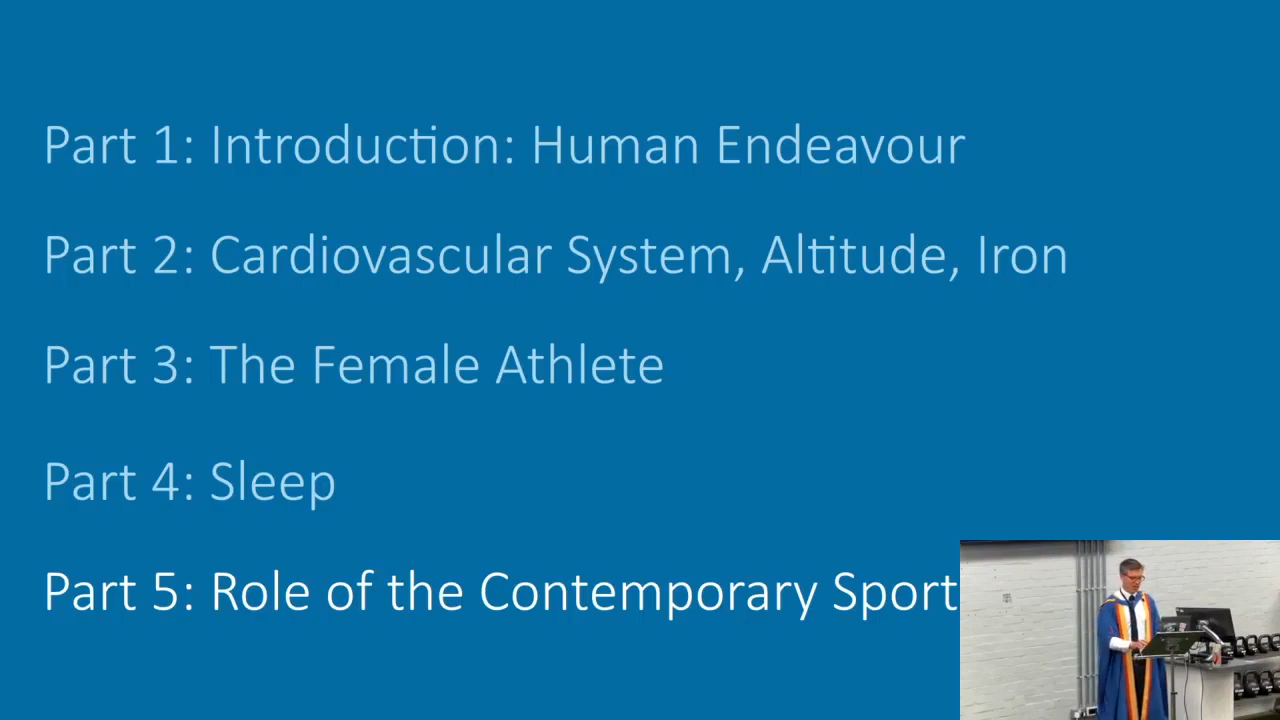 Part 1: Introduction: Human Endeavour
Part 2: Cardiovascular System, Altitude, Iron
Part 3: The Female Athlete
Part 4: Sleep
Part 5: Role of the Contemporary Sport